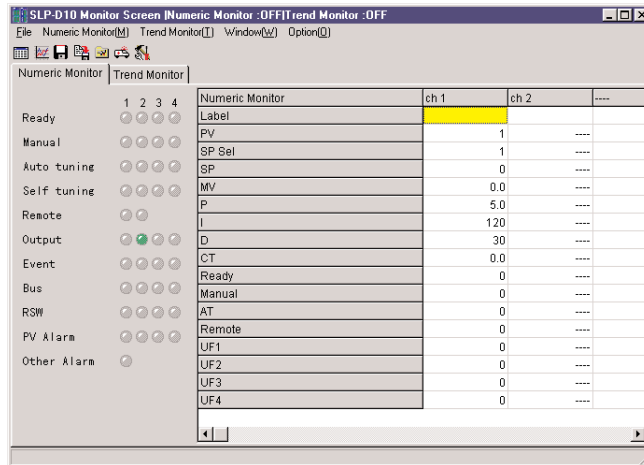 SLP-D10 Monitor Screen |Numeric Monitor :OFF|Trend Monitor :OFF
File Numeric Monitor(M) Trend Monitor(T) Window(W) Option(O)
Numeric Monitor Trend Monitor
1 2 3 4
Ready
Manual
Auto tuning
Self tuning
Remote
Output
Event
Bus
RSW
PV Alarm
Other Alarm
Numeric Monitor ch 1 ch 2 ----
Label
PV 1 ----
SP Sel 1 ----
SP 0 ----
MV 0.0 ----
P 5.0 ----
I 120 ----
D 30 ----
CT 0.0 ----
Ready 0 ----
Manual 0 ----
AT 0 ----
Remote 0 ----
UF1 0 ----
UF2 0 ----
UF3 0 ----
UF4 0 ----